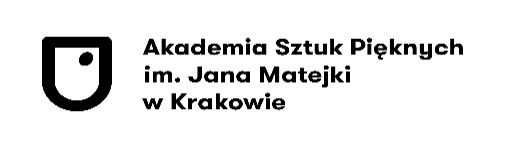 Akademia Sztuk Pięknych
im. Jana Matejki
w Krakowie